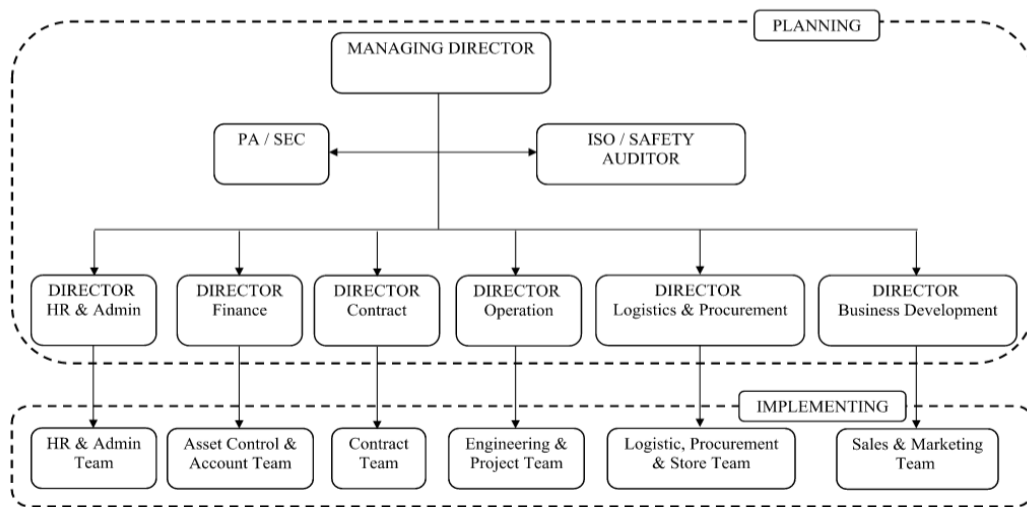 PLANNING
MANAGING DIRECTOR
PA / SEC
ISO / SAFETY
AUDITOR
DIRECTOR
HR & Admin
DIRECTOR
Finance
DIRECTOR
Contract
DIRECTOR
Operation
DIRECTOR
Logistics & Procurement
DIRECTOR
Business Development
IMPLEMENTING
HR & Admin
Team
Asset Control &
Account Team
Contract
Team
Engineering &
Project Team
Logistic, Procurement
& Store Team
Sales & Marketing
Team